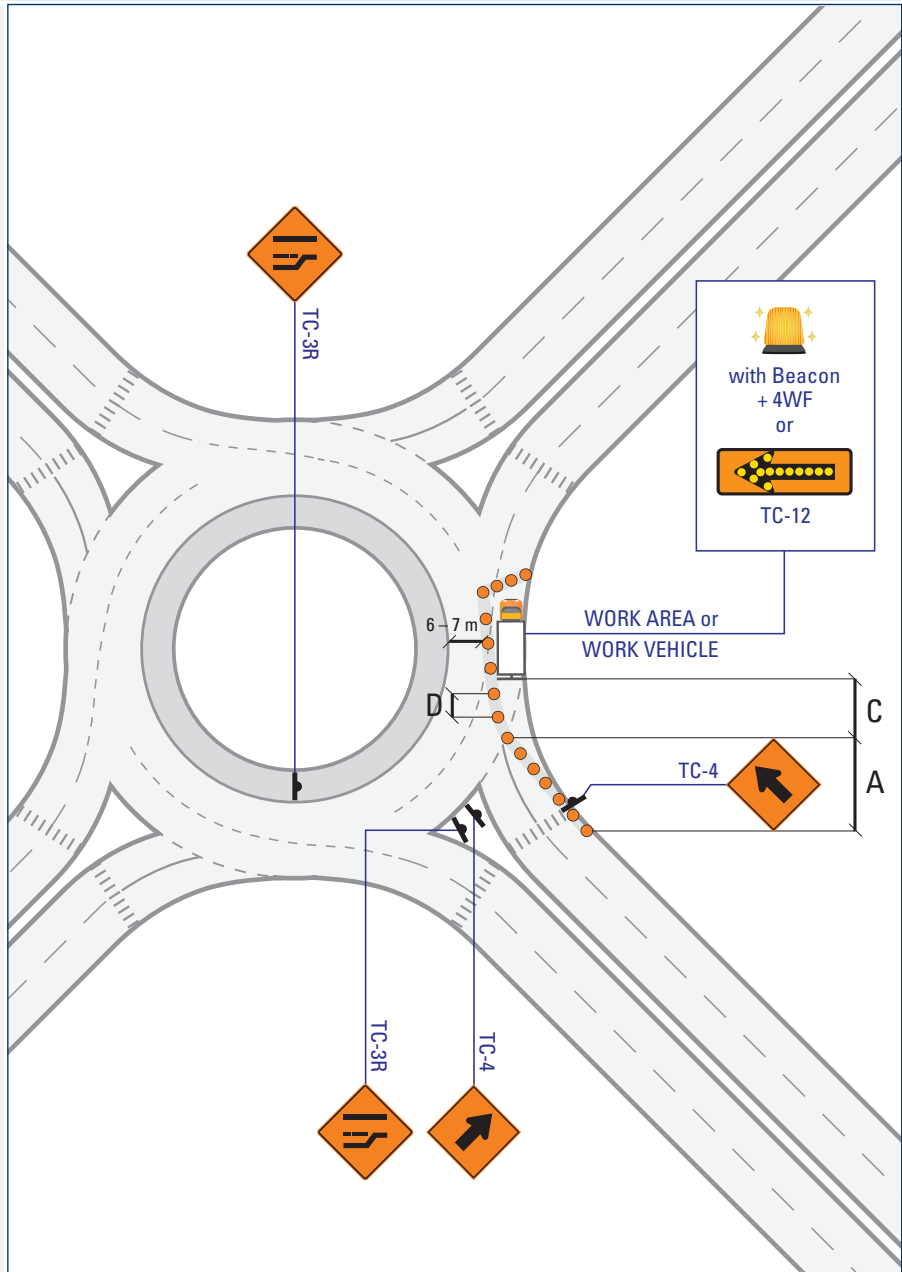 TC-3R
with Beacon
+ 4WF
or
TC-12
6 – 7 m
WORK AREA or
WORK VEHICLE
D
C
TC-4
A
TC-3R
TC-4